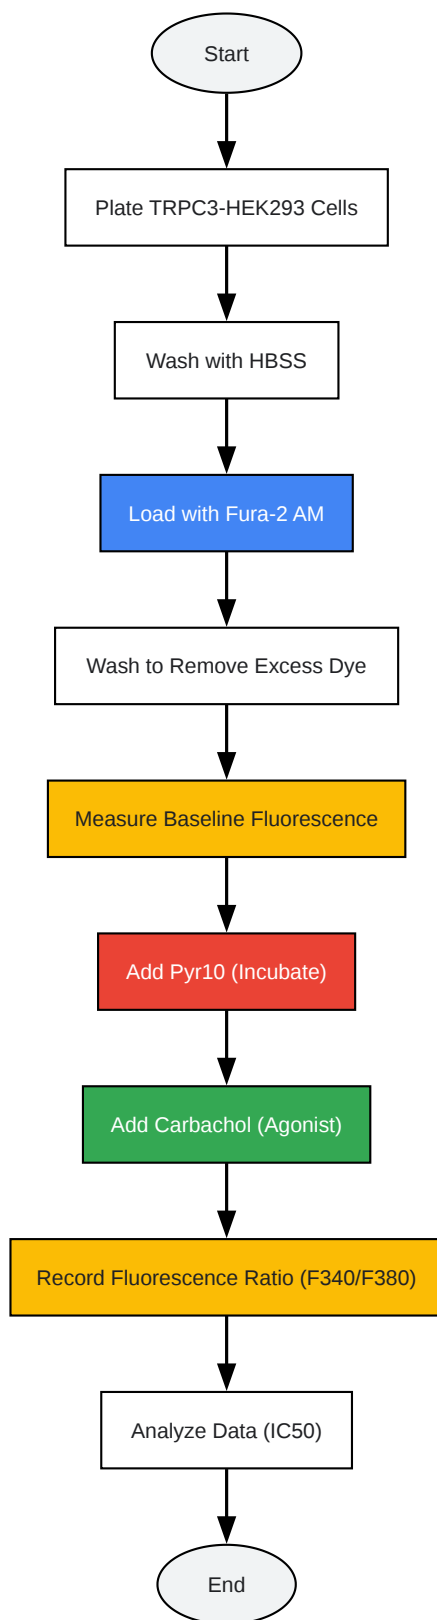 Start
Plate TRPC3-HEK293 Cells
Wash with HBSS
Load with Fura-2 AM
Wash to Remove Excess Dye
Measure Baseline Fluorescence
Add Pyr10 (Incubate)
Add Carbachol (Agonist)
Record Fluorescence Ratio (F340/F380)
Analyze Data (IC50)
End